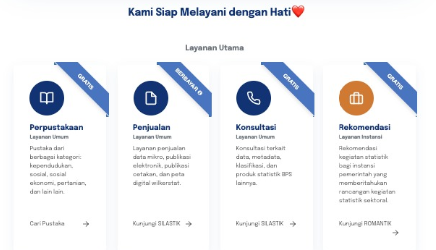 Kami Siap Melayani dengan Hati❤️
Layanan Utama
GRATIS
Perpustakaan
Layanan Umum
Pustaka dari
berbagai kategori:
kependudukan,
sosial, sosial
ekonomi, pertanian,
dan lain lain.
Cari Pustaka →
BERBAYAR
Penjualan
Layanan Umum
Layanan penjualan
data mikro, publikasi
elektronik, publikasi
cetakan, dan peta
digital wilkerstat.
Kunjungi SILASTIK →
GRATIS
Konsultasi
Layanan Umum
Konsultasi terkait
data, metadata,
klasifikasi, dan
produk statistik BPS
lainnya.
Kunjungi SILASTIK →
GRATIS
Rekomendasi
Layanan Instansi
Rekomendasi
kegiatan statistik
bagi instansi
pemerintah yang
memberitahukan
rancangan kegiatan
statistik sektoral
Kunjungi ROMANTIK
→